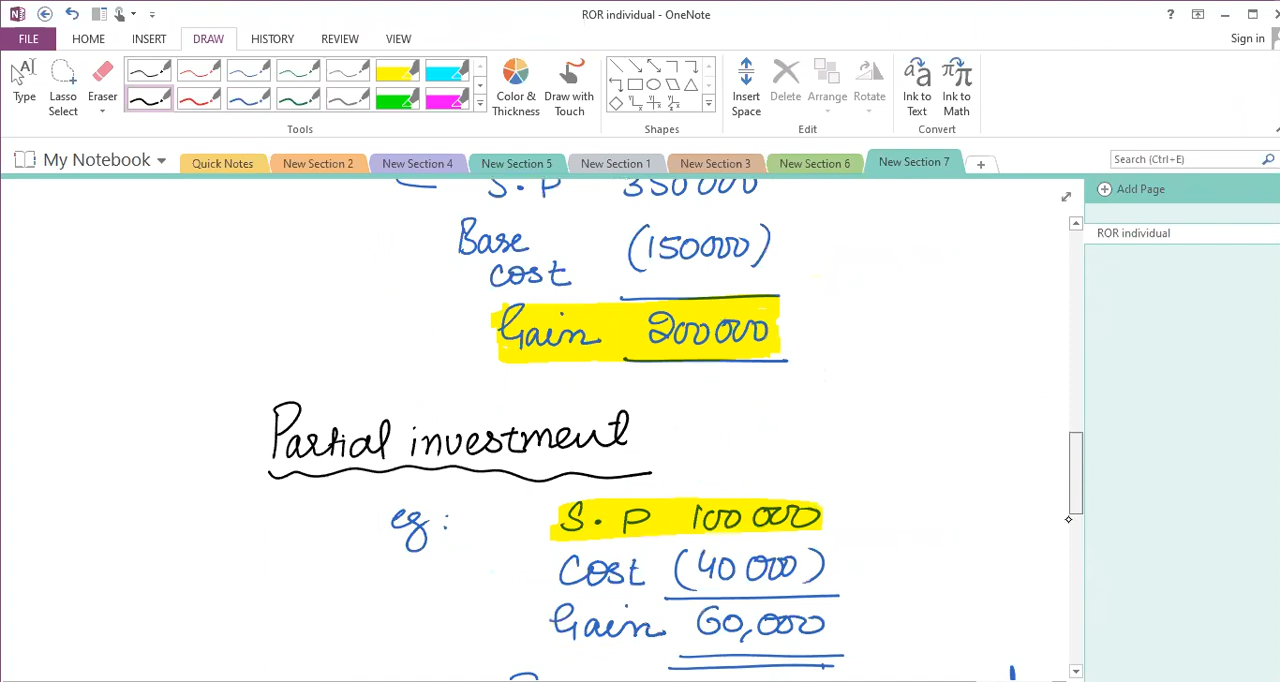 ROR individual - OneNote
?
FILE HOME INSERT DRAW HISTORY REVIEW VIEW
Sign in
Type
Lasso Select
Eraser
Color & Thickness
Draw with Touch
Insert Space
Delete
Arrange
Rotate
Ink to Text
Ink to Math
Tools
Shapes
Edit
Convert
My Notebook
Quick Notes New Section 2 New Section 4 New Section 5 New Section 1 New Section 3 New Section 6 New Section 7
Search (Ctrl+E)
Add Page
ROR individual
S.P 350000
Base cost (150000)
Gain 200000
Partial investment
eg: S.P 100000
Cost (40000)
Gain 60,000